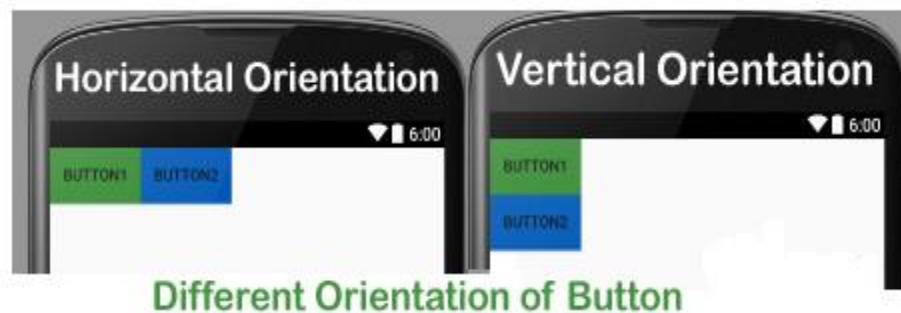 Horizontal Orientation
6:00
BUTTON1 BUTTON2
Vertical Orientation
6:00
BUTTON1
BUTTON2
Different Orientation of Button